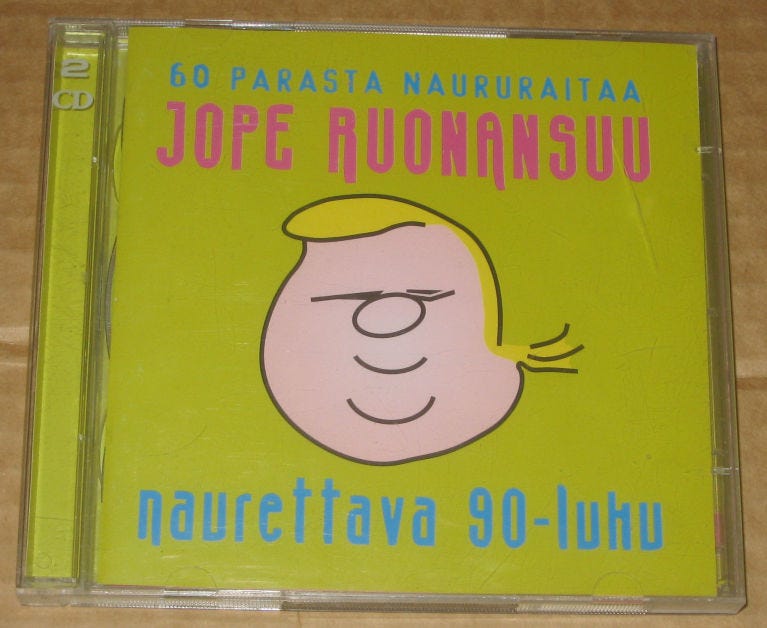 2
CD
60 PARASTA NAURURAITAA
JOPE RUONANSUU
naurettava 90-luku